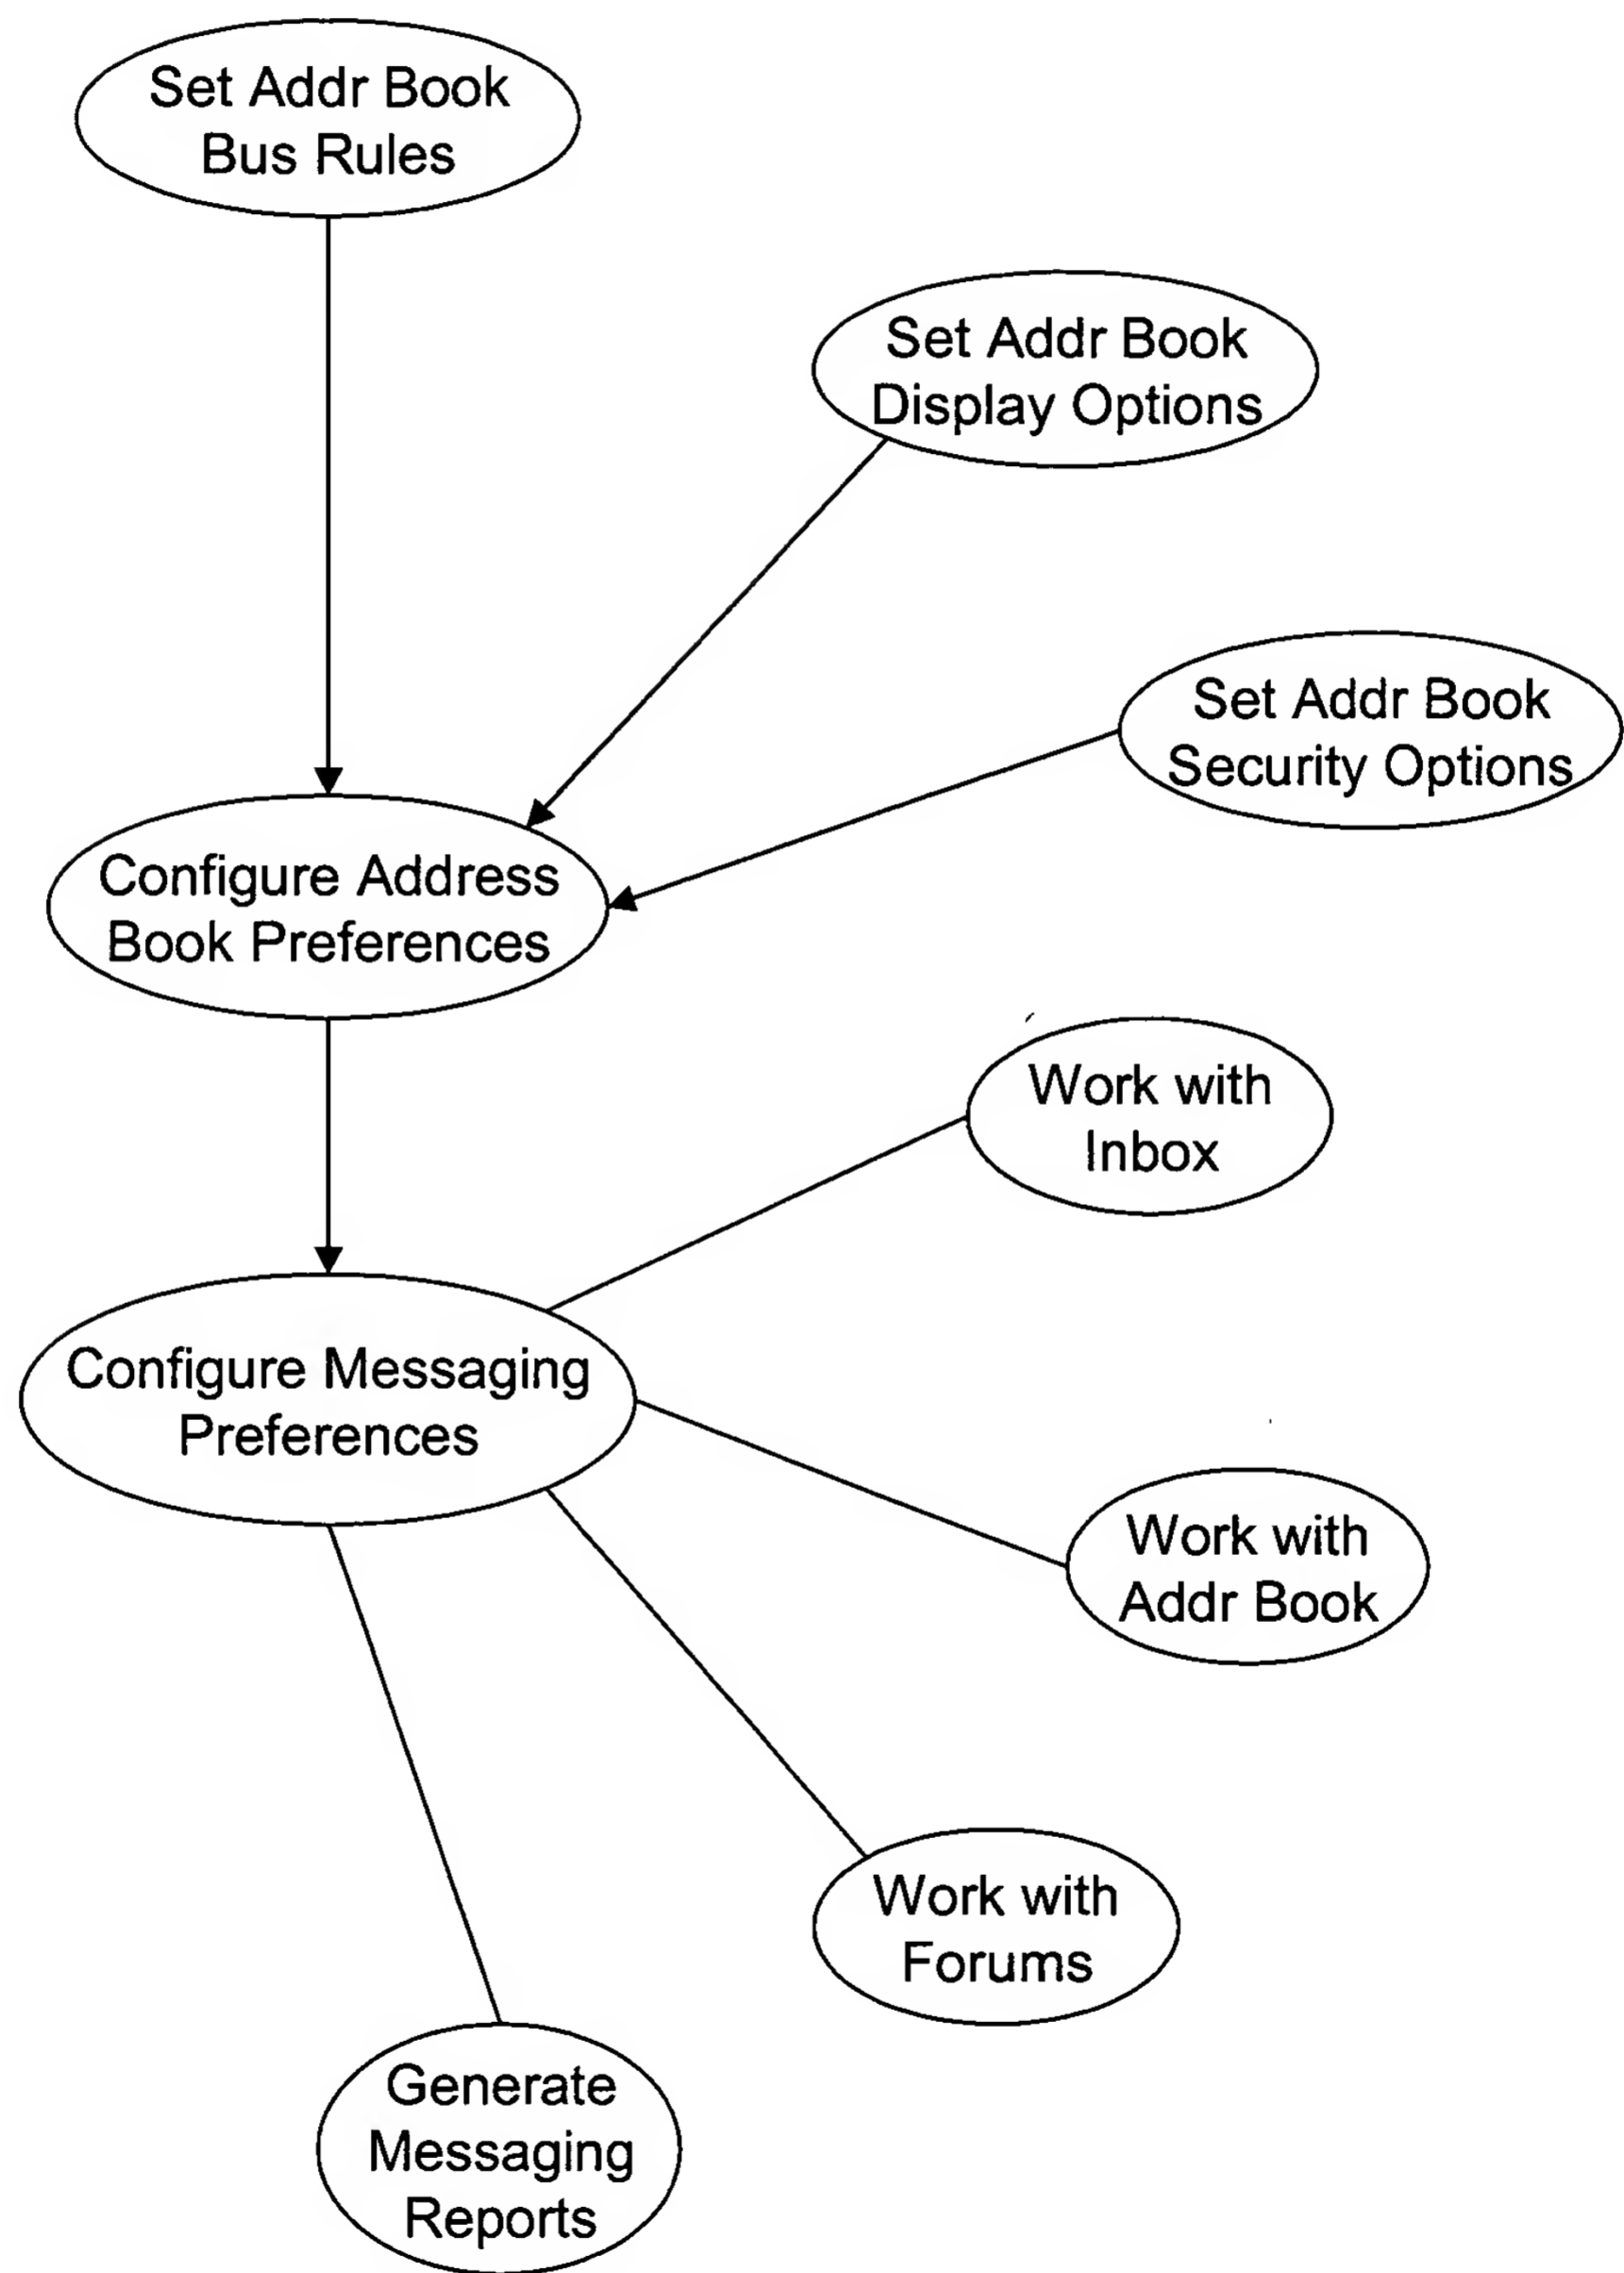 Set Addr Book
Bus Rules
Set Addr Book
Display Options
Set Addr Book
Security Options
Configure Address
Book Preferences
Work with
Inbox
Configure Messaging
Preferences
Work with
Addr Book
Work with
Forums
Generate
Messaging
Reports